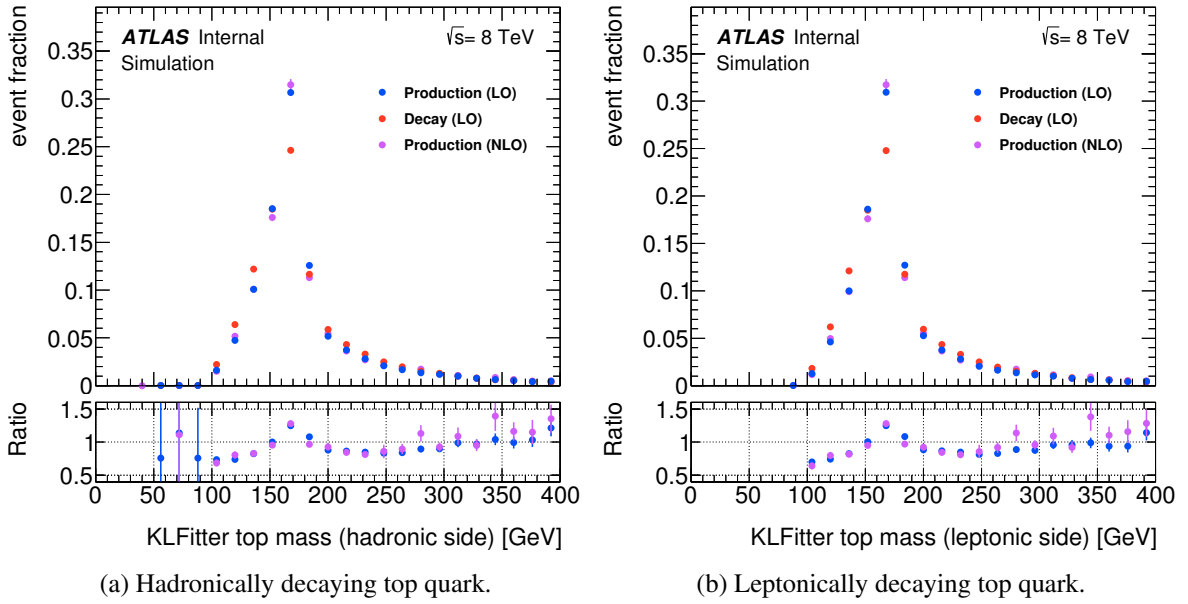 ATLAS Internal
√s= 8 TeV
Simulation
Production (LO)
Decay (LO)
Production (NLO)
event fraction
0.35
0.3
0.25
0.2
0.15
0.1
0.05
0
Ratio
1.5
1
0.5
0 50 100 150 200 250 300 350 400
KLFitter top mass (hadronic side) [GeV]
(a) Hadronically decaying top quark.
ATLAS Internal
√s= 8 TeV
Simulation
Production (LO)
Decay (LO)
Production (NLO)
event fraction
0.35
0.3
0.25
0.2
0.15
0.1
0.05
0
Ratio
1.5
1
0.5
0 50 100 150 200 250 300 350 400
KLFitter top mass (leptonic side) [GeV]
(b) Leptonically decaying top quark.